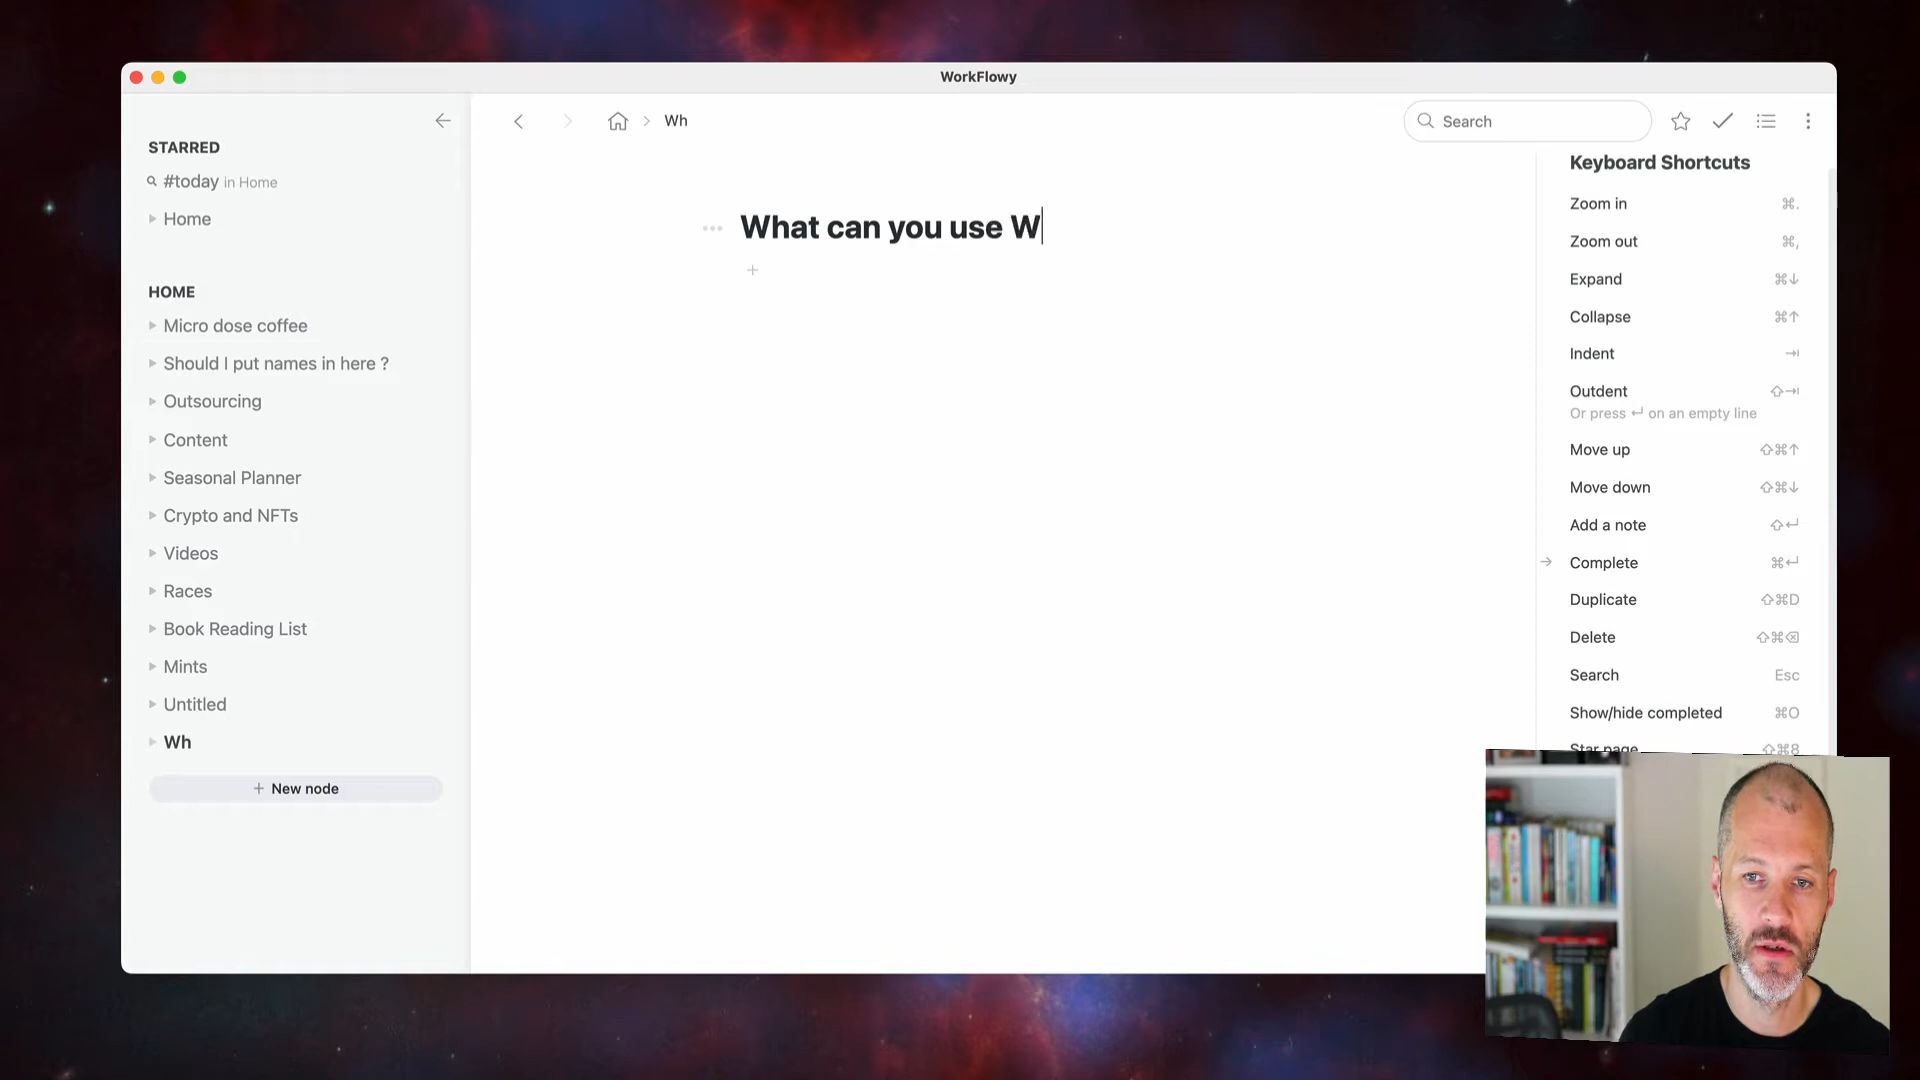 WorkFlowy
STARRED
#today in Home
Home
HOME
Micro dose coffee
Should I put names in here ?
Outsourcing
Content
Seasonal Planner
Crypto and NFTs
Videos
Races
Book Reading List
Mints
Untitled
Wh
+ New node
Wh
Search
What can you use W
Keyboard Shortcuts
Zoom in ⌘.
Zoom out ⌘,
Expand ⌘↓
Collapse ⌘↑
Indent ⇥
Outdent ⇧⇥
Or press ↵ on an empty line
Move up ⇧⌘↑
Move down ⇧⌘↓
Add a note ⇧↵
Complete ⌘↵
Duplicate ⇧⌘D
Delete ⇧⌘⌫
Search Esc
Show/hide completed ⌘O
Star page ⇧⌘8